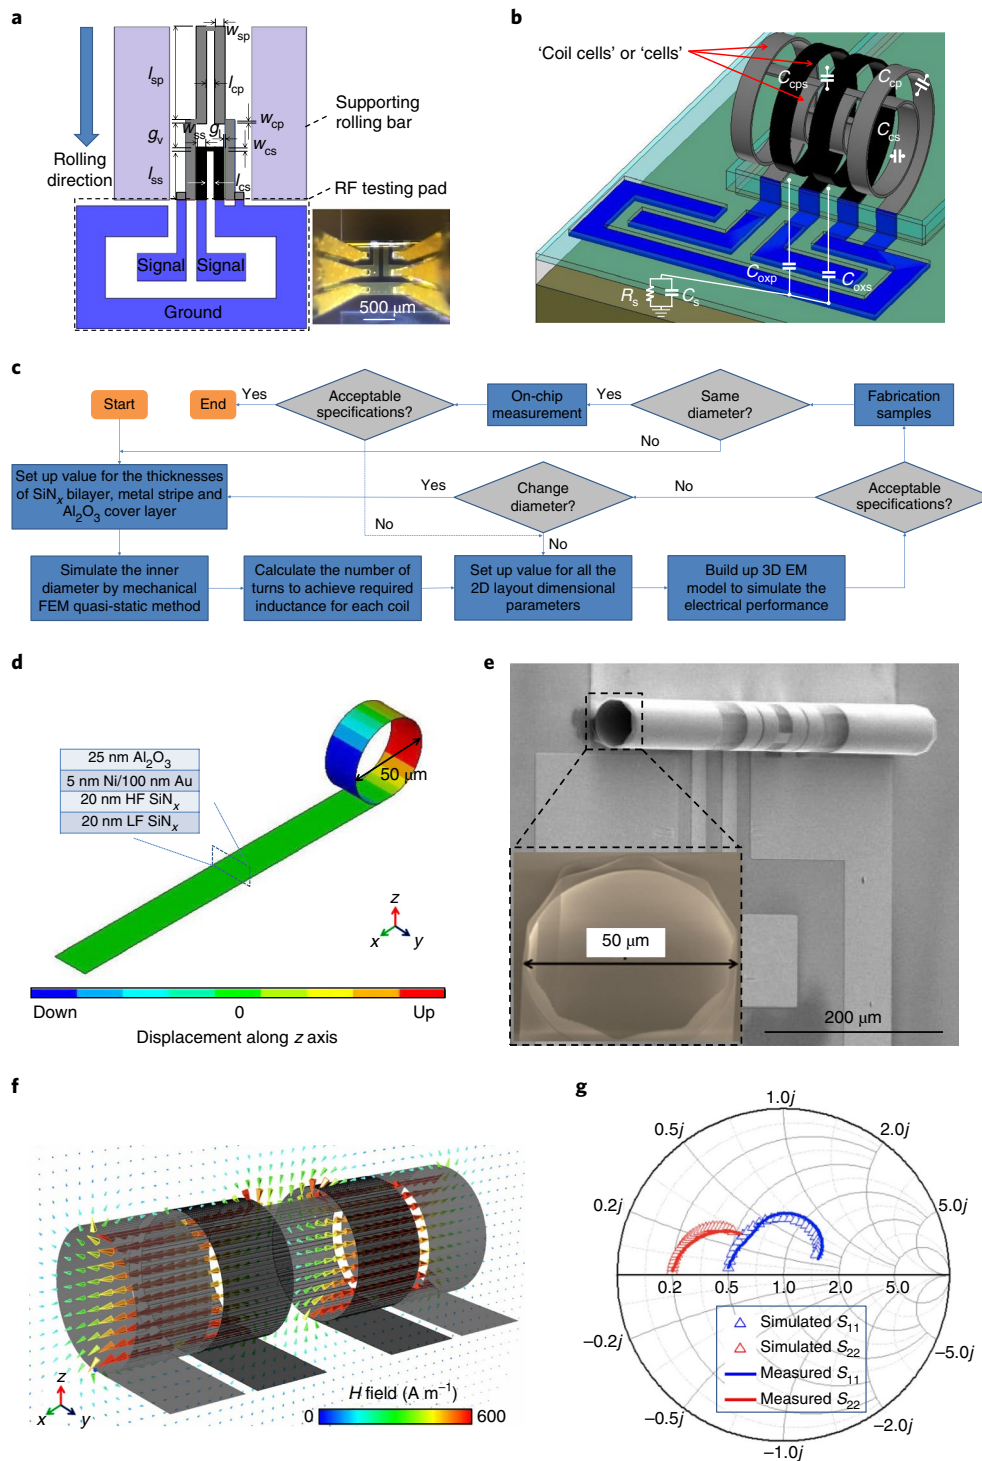 a
w_sp
l_sp
l_cp
w_cp
g_v
w_ss
g_l
w_cs
l_ss
l_cs
Rolling
direction
Supporting
rolling bar
RF testing pad
Signal
Signal
Ground
500 μm
b
'Coil cells' or 'cells'
C_cps
C_cp
C_cs
C_oxp
C_oxs
R_s
C_s
c
Start
End
Yes
Acceptable
specifications?
On-chip
measurement
Yes
Same
diameter?
Fabrication
samples
No
Set up value for the thicknesses
of SiN_x bilayer, metal stripe and
Al₂O₃ cover layer
Yes
Change
diameter?
No
Acceptable
specifications?
No
No
Simulate the inner
diameter by mechanical
FEM quasi-static method
Calculate the number of
turns to achieve required
inductance for each coil
Set up value for all the
2D layout dimensional
parameters
Build up 3D EM
model to simulate the
electrical performance
d
25 nm Al₂O₃
5 nm Ni/100 nm Au
20 nm HF SiN_x
20 nm LF SiN_x
50 μm
z
x
y
Down
0
Up
Displacement along z axis
e
50 μm
200 μm
f
z
x
y
H field (A m⁻¹)
0
600
g
1.0j
0.5j
2.0j
0.2j
5.0j
0.2
0.5
1.0
2.0
5.0
Simulated S₁₁
Simulated S₂₂
Measured S₁₁
Measured S₂₂
–0.2j
–5.0j
–0.5j
–2.0j
–1.0j